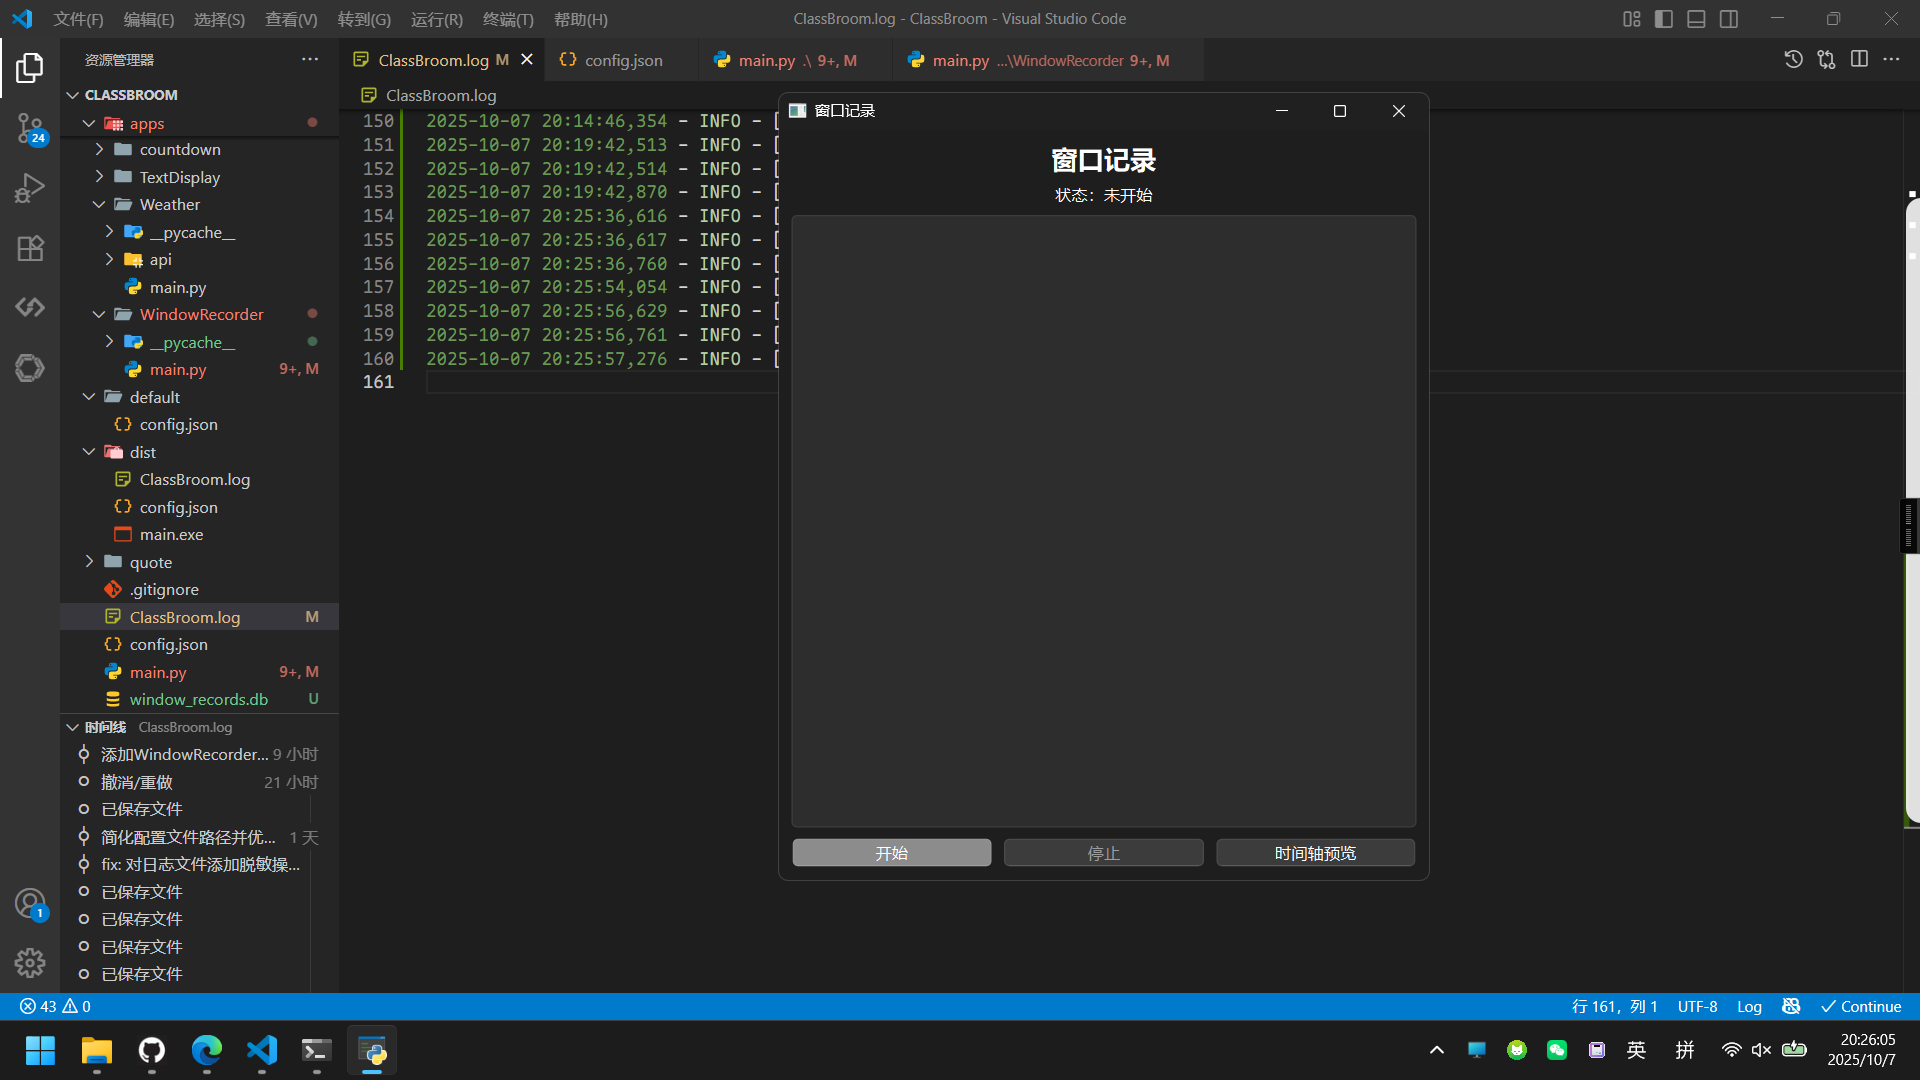 文件(F) 编辑(E) 选择(S) 查看(V) 转到(G) 运行(R) 终端(T) 帮助(H)
ClassBroom.log - ClassBroom - Visual Studio Code
资源管理器
ClassBroom.log M
config.json
main.py .\ 9+, M
main.py ...\WindowRecorder 9+, M
ClassBroom.log
CLASSBROOM
apps
countdown
TextDisplay
Weather
__pycache__
api
main.py
WindowRecorder
__pycache__
main.py 9+, M
default
config.json
dist
ClassBroom.log
config.json
main.exe
quote
.gitignore
ClassBroom.log M
config.json
main.py 9+, M
window_records.db U
时间线 ClassBroom.log
添加WindowRecorder... 9 小时
撤消/重做 21 小时
已保存文件
简化配置文件路径并优... 1 天
fix: 对日志文件添加脱敏操...
已保存文件
已保存文件
已保存文件
已保存文件
24
1
150 2025-10-07 20:14:46,354 - INFO - [
151 2025-10-07 20:19:42,513 - INFO - [
152 2025-10-07 20:19:42,514 - INFO - [
153 2025-10-07 20:19:42,870 - INFO - [
154 2025-10-07 20:25:36,616 - INFO - [
155 2025-10-07 20:25:36,617 - INFO - [
156 2025-10-07 20:25:36,760 - INFO - [
157 2025-10-07 20:25:54,054 - INFO - [
158 2025-10-07 20:25:56,629 - INFO - [
159 2025-10-07 20:25:56,761 - INFO - [
160 2025-10-07 20:25:57,276 - INFO - [
161
窗口记录
窗口记录
状态：未开始
开始 停止 时间轴预览
43 0
行 161，列 1 UTF-8 Log Continue
英 拼
20:26:05
2025/10/7